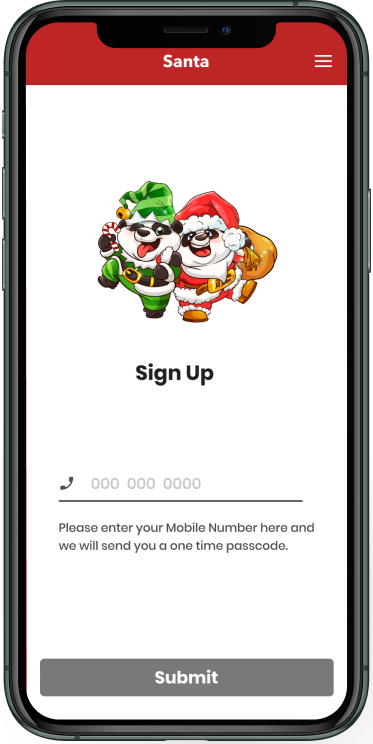 Santa
Sign Up
000 000 0000
Please enter your Mobile Number here and
we will send you a one time passcode.
Submit